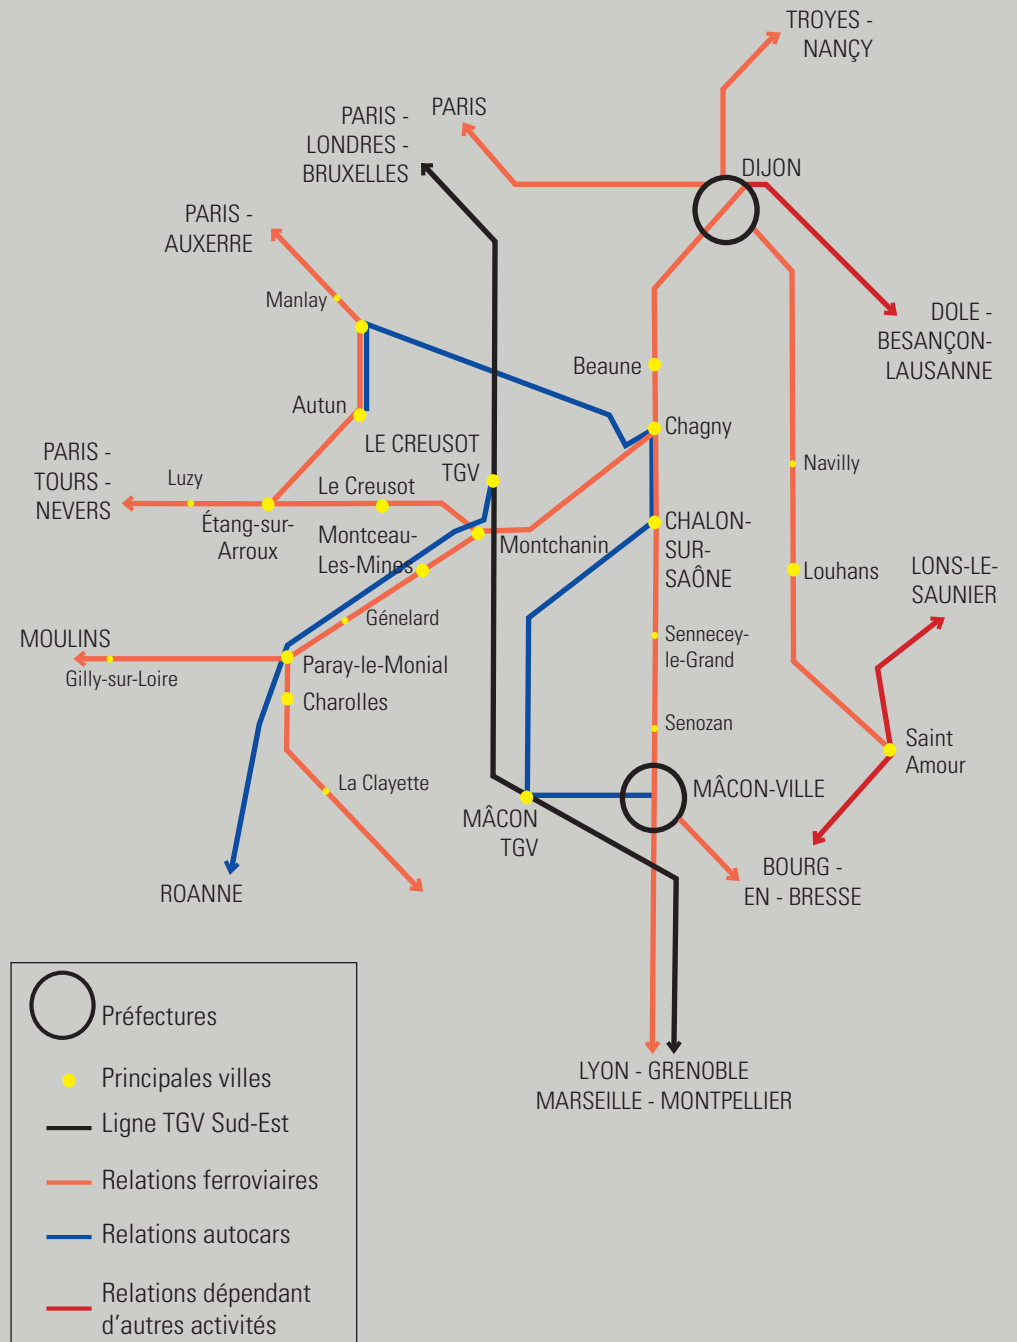 TROYES -
NANÇY
PARIS
PARIS -
LONDRES -
BRUXELLES
DIJON
PARIS -
AUXERRE
Manlay
DOLE -
BESANÇON-
LAUSANNE
Beaune
Autun
Chagny
LE CREUSOT
TGV
PARIS -
TOURS -
NEVERS
Luzy
Le Creusot
Navilly
Étang-sur-
Arroux
Montceau-
Les-Mines
Montchanin
CHALON-
SUR-
SAÔNE
Louhans
LONS-LE-
SAUNIER
Génelard
Sennecey-
le-Grand
MOULINS
Gilly-sur-Loire
Paray-le-Monial
Charolles
Senozan
Saint
Amour
La Clayette
MÂCON-VILLE
MÂCON
TGV
ROANNE
BOURG -
EN - BRESSE
LYON - GRENOBLE
MARSEILLE - MONTPELLIER
Préfectures
Principales villes
Ligne TGV Sud-Est
Relations ferroviaires
Relations autocars
Relations dépendant
d'autres activités